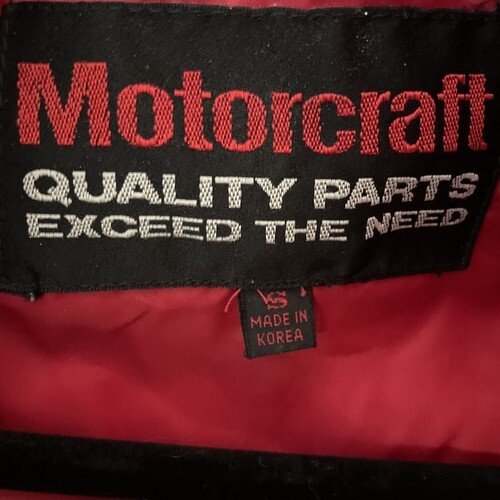 Motorcraft
QUALITY PARTS
EXCEED THE NEED
MADE IN
KOREA